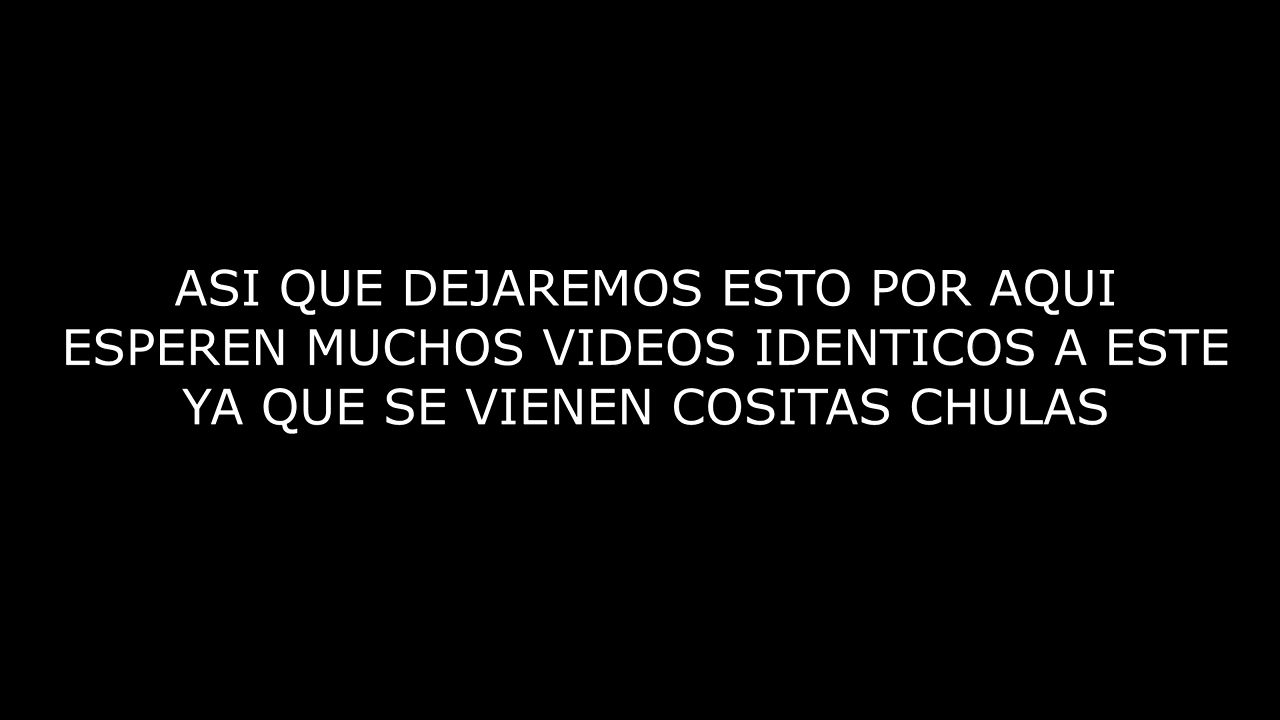 ASI QUE DEJAREMOS ESTO POR AQUI
ESPEREN MUCHOS VIDEOS IDENTICOS A ESTE
YA QUE SE VIENEN COSITAS CHULAS